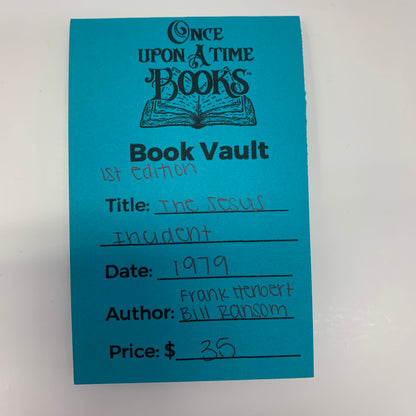 ONCE
UPON A TIME
BOOKS™
Book Vault
1st edition
Title: The Jesus
Incident
Date: 1979
Frank Herbert
Author: Bill Ransom
Price: $ 35